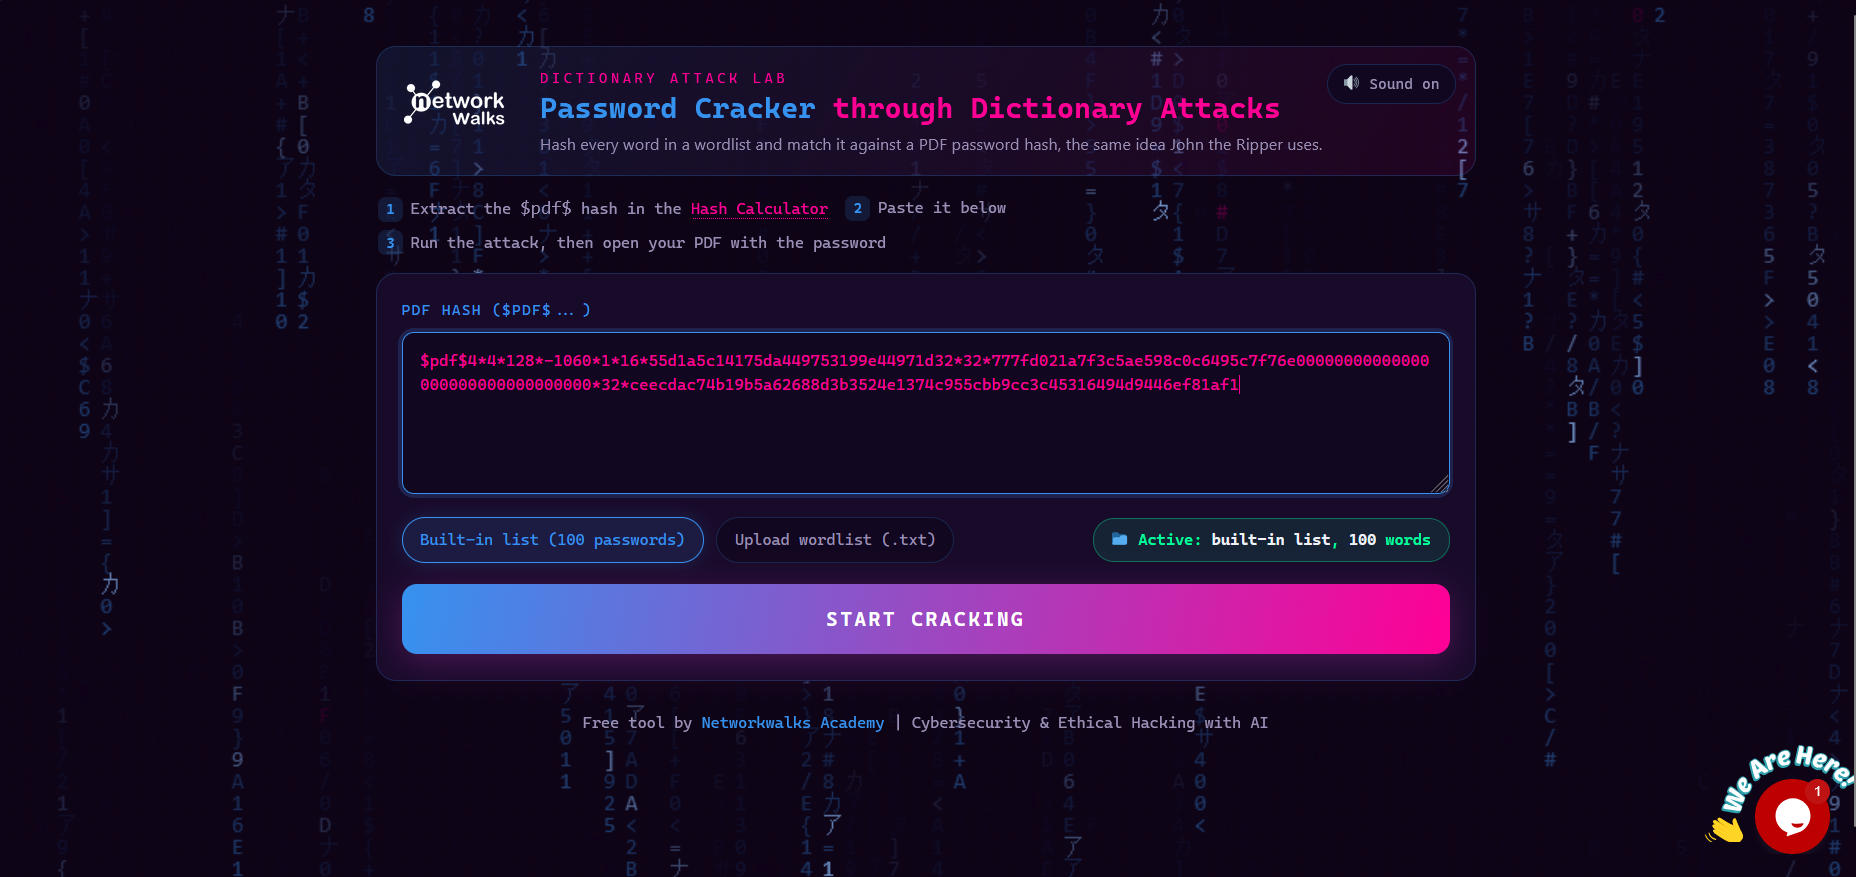 network
Walks
DICTIONARY ATTACK LAB
Password Cracker through Dictionary Attacks
Hash every word in a wordlist and match it against a PDF password hash, the same idea John the Ripper uses.
Sound on
1 Extract the $pdf$ hash in the Hash Calculator 2 Paste it below
3 Run the attack, then open your PDF with the password
PDF HASH ($PDF$...)
$pdf$4*4*128*-1060*1*16*55d1a5c14175da449753199e44971d32*32*777fd021a7f3c5ae598c0c6495c7f76e00000000000000
000000000000000000*32*ceecdac74b19b5a62688d3b3524e1374c955cbb9cc3c45316494d9446ef81af1
Built-in list (100 passwords)
Upload wordlist (.txt)
Active: built-in list, 100 words
START CRACKING
Free tool by Networkwalks Academy | Cybersecurity & Ethical Hacking with AI
We Are Here!
1